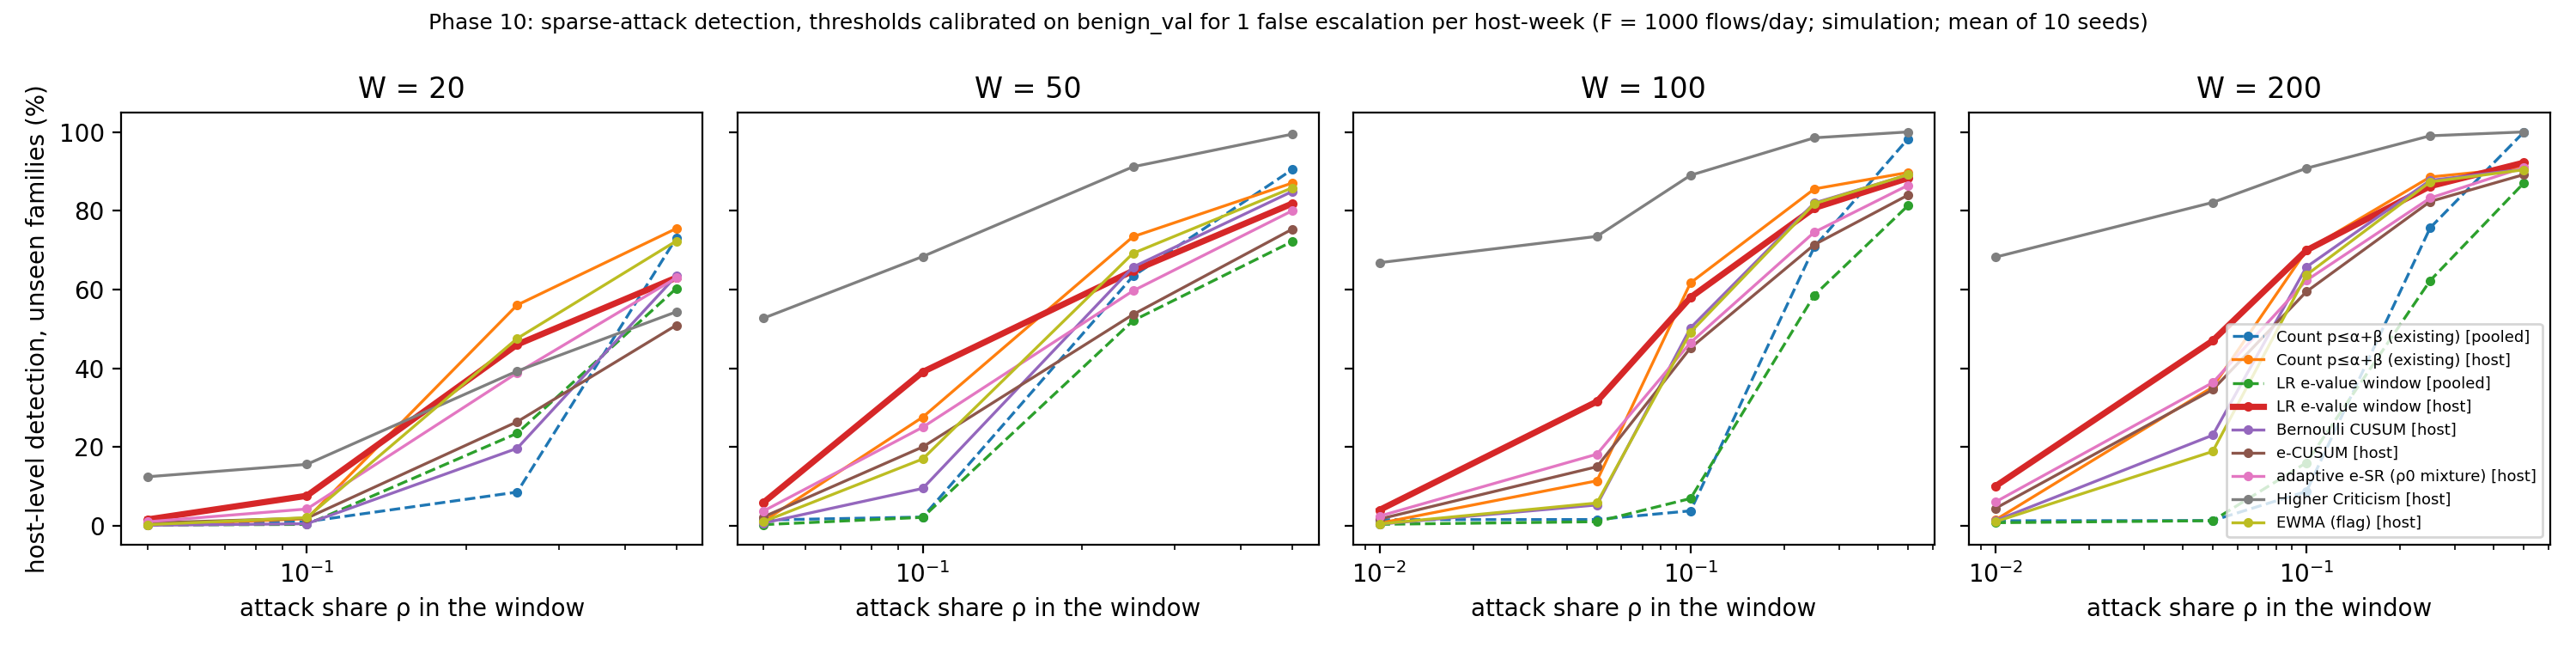 Phase 10: sparse-attack detection, thresholds calibrated on benign_val for 1 false escalation per host-week (F = 1000 flows/day; simulation; mean of 10 seeds)
W = 20
W = 50
W = 100
W = 200
host-level detection, unseen families (%)
100
80
60
40
20
0
10⁻¹
10⁻¹
10⁻² 10⁻¹
10⁻² 10⁻¹
attack share ρ in the window
attack share ρ in the window
attack share ρ in the window
attack share ρ in the window
Count p≤α+β (existing) [pooled]
Count p≤α+β (existing) [host]
LR e-value window [pooled]
LR e-value window [host]
Bernoulli CUSUM [host]
e-CUSUM [host]
adaptive e-SR (ρ0 mixture) [host]
Higher Criticism [host]
EWMA (flag) [host]